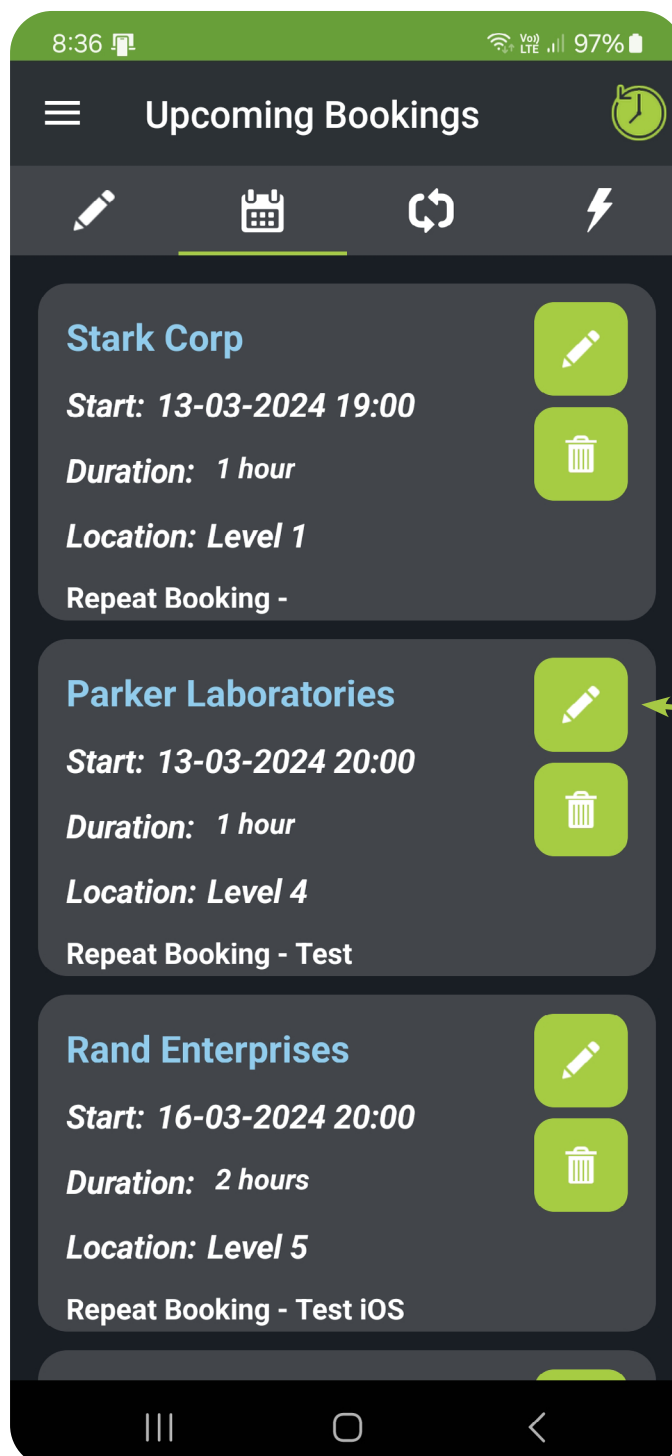 8:36
Vo)) LTE 97%
Upcoming Bookings
Stark Corp
Start: 13-03-2024 19:00
Duration: 1 hour
Location: Level 1
Repeat Booking -
Parker Laboratories
Start: 13-03-2024 20:00
Duration: 1 hour
Location: Level 4
Repeat Booking - Test
Rand Enterprises
Start: 16-03-2024 20:00
Duration: 2 hours
Location: Level 5
Repeat Booking - Test iOS